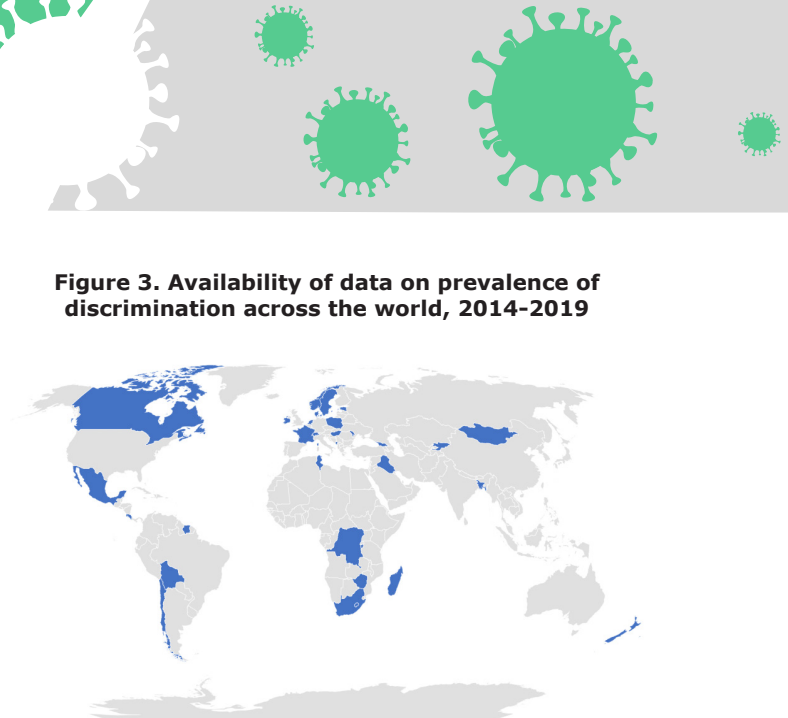 Figure 3. Availability of data on prevalence of
discrimination across the world, 2014-2019